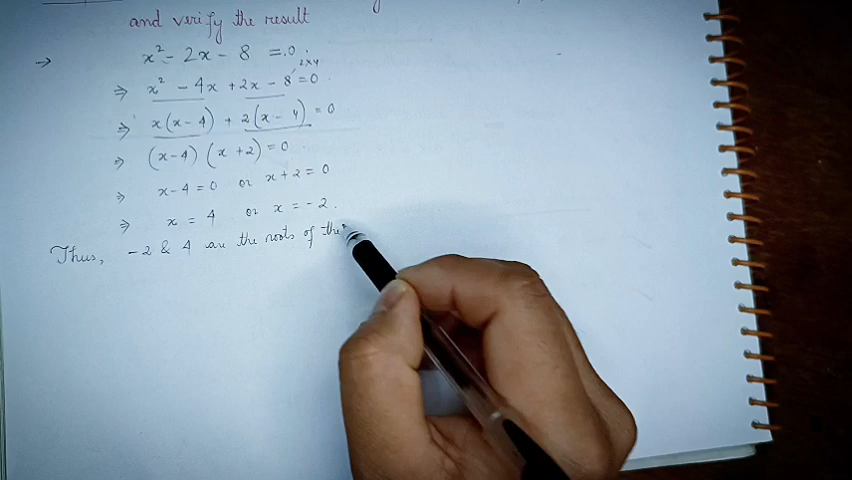 and verify the result
→ x² - 2x - 8 = 0.
2×4
⇒ x² - 4x + 2x - 8 = 0
⇒ x(x-4) + 2(x-4) = 0
⇒ (x-4) (x+2) = 0
⇒ x-4 = 0 or x+2 = 0
⇒ x = 4 or x = -2.
Thus, -2 & 4 are the roots of the